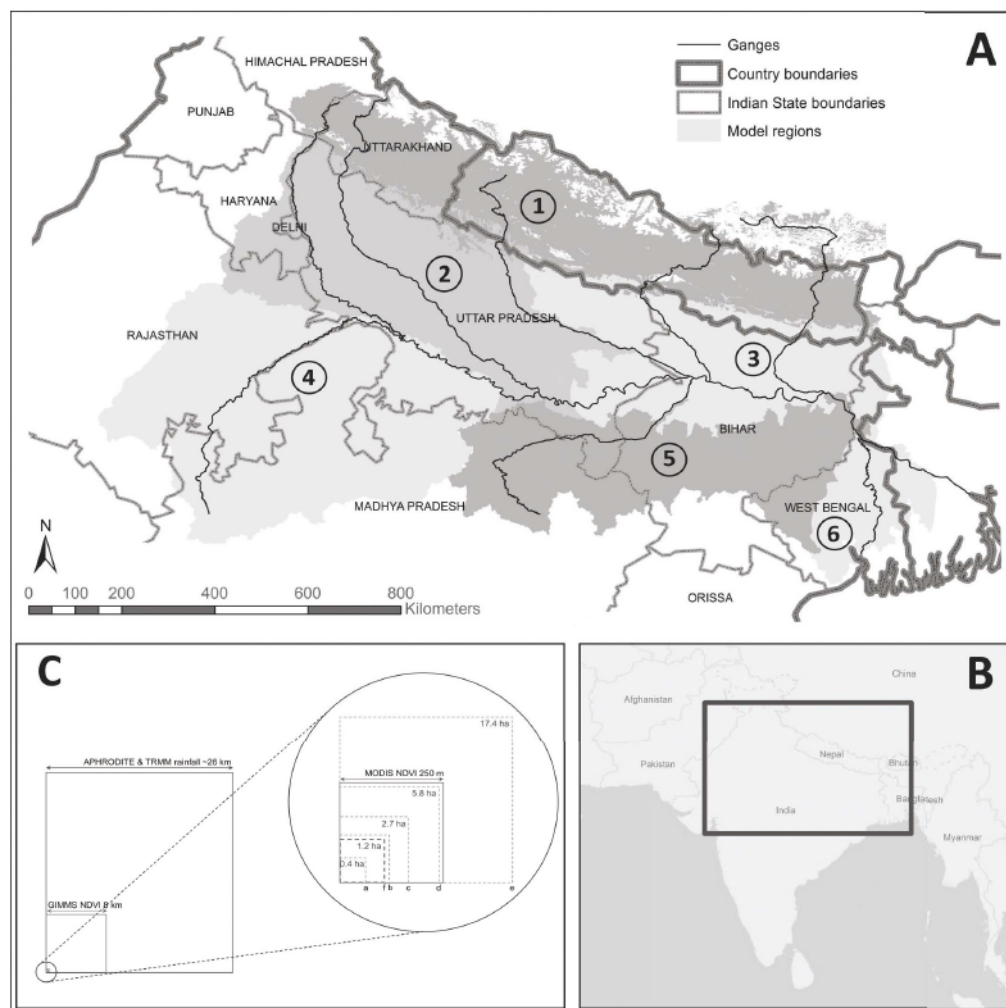 A
Ganges
Country boundaries
Indian State boundaries
Model regions
HIMACHAL PRADESH
PUNJAB
UTTARAKHAND
HARYANA
DELHI
1
2
UTTAR PRADESH
RAJASTHAN
3
4
BIHAR
5
MADHYA PRADESH
WEST BENGAL
6
N
ORISSA
0 100 200 400 600 800
Kilometers
C
APHRODITE & TRMM rainfall ~26 km
GIMMS NDVI 8 km
17.4 ha
MODIS NDVI 250 m
5.8 ha
2.7 ha
1.2 ha
0.4 ha
a f b c d e
B
China
Afghanistan
Nepal
Pakistan
Bhutan
Bangladesh
India
Myanmar